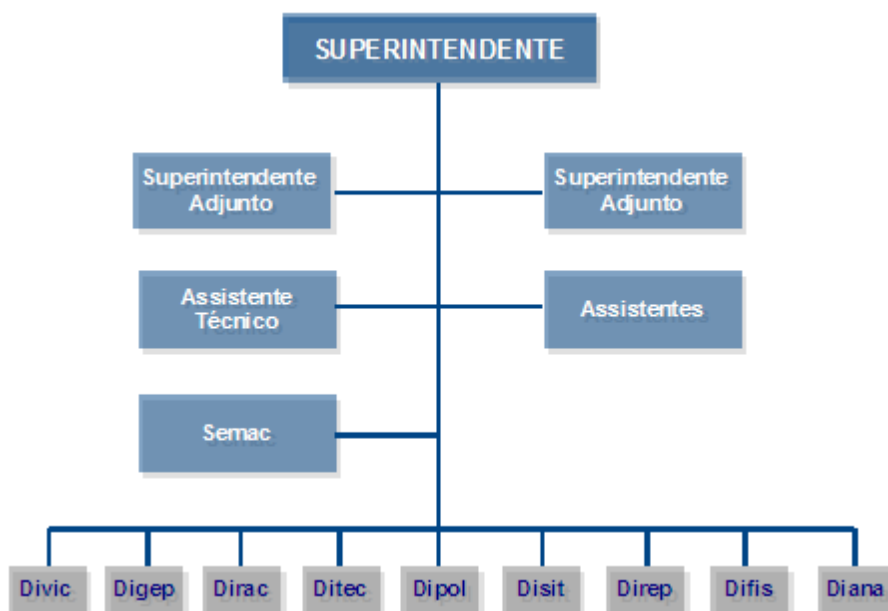 SUPERINTENDENTE
Superintendente
Adjunto
Superintendente
Adjunto
Assistente
Técnico
Assistentes
Semac
Divic
Digep
Dirac
Ditec
Dipol
Disit
Direp
Difis
Diana